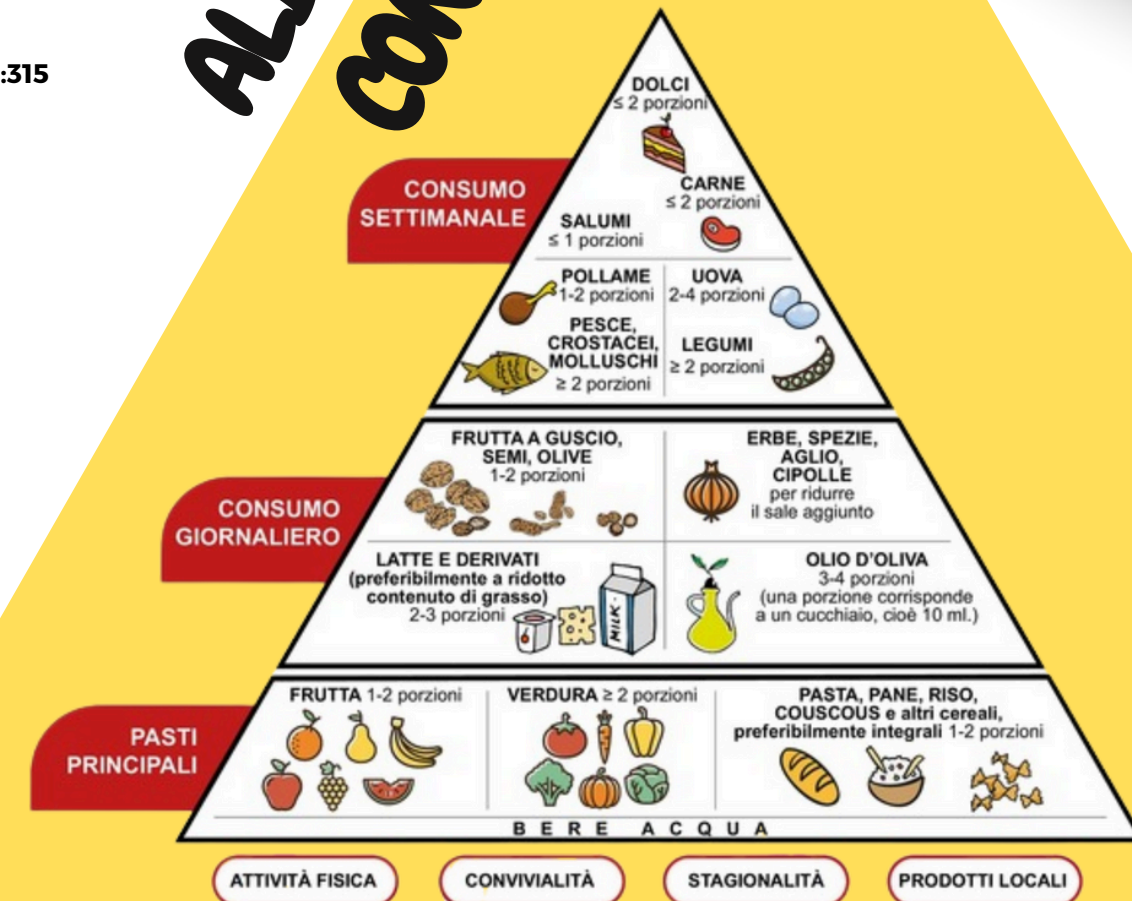 :315
AL
CON
DOLCI
≤ 2 porzioni
CONSUMO
SETTIMANALE
CARNE
≤ 2 porzioni
SALUMI
≤ 1 porzioni
POLLAME
1-2 porzioni
UOVA
2-4 porzioni
PESCE,
CROSTACEI,
MOLLUSCHI
≥ 2 porzioni
LEGUMI
≥ 2 porzioni
CONSUMO
GIORNALIERO
FRUTTA A GUSCIO,
SEMI, OLIVE
1-2 porzioni
ERBE, SPEZIE,
AGLIO,
CIPOLLE
per ridurre
il sale aggiunto
LATTE E DERIVATI
(preferibilmente a ridotto
contenuto di grasso)
2-3 porzioni
MILK
OLIO D'OLIVA
3-4 porzioni
(una porzione corrisponde
a un cucchiaio, cioè 10 ml.)
PASTI
PRINCIPALI
FRUTTA 1-2 porzioni
VERDURA ≥ 2 porzioni
PASTA, PANE, RISO,
COUSCOUS e altri cereali,
preferibilmente integrali 1-2 porzioni
BERE ACQUA
ATTIVITÀ FISICA
CONVIVIALITÀ
STAGIONALITÀ
PRODOTTI LOCALI